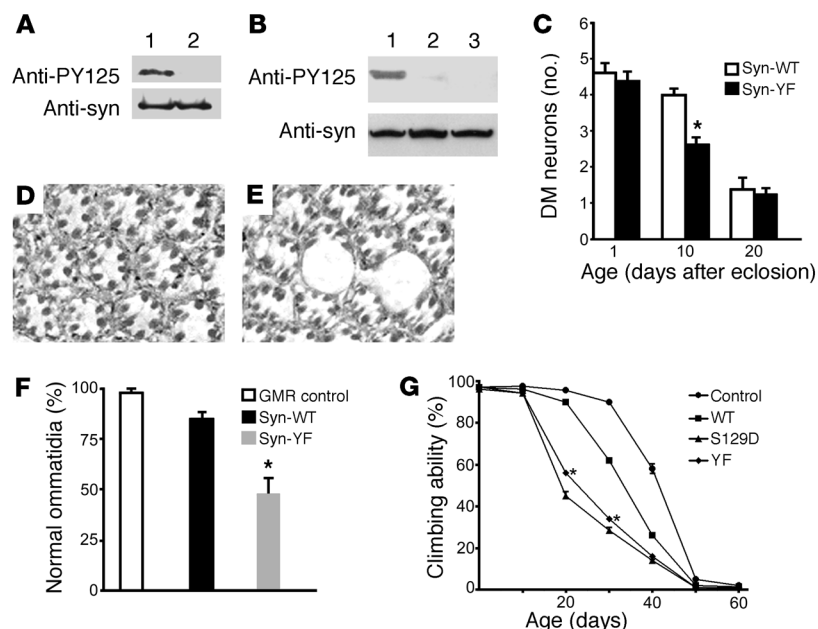 A
1 2
Anti-PY125
Anti-syn
B
1 2 3
Anti-PY125
Anti-syn
C
DM neurons (no.)
6
5
4
3
2
1
0
Syn-WT
Syn-YF
*
1 10 20
Age (days after eclosion)
D
E
F
Normal ommatidia (%)
100
75
50
25
0
GMR control
Syn-WT
Syn-YF
*
G
Climbing ability (%)
100
80
60
40
20
0
Control
WT
S129D
YF
*
*
20 40 60
Age (days)